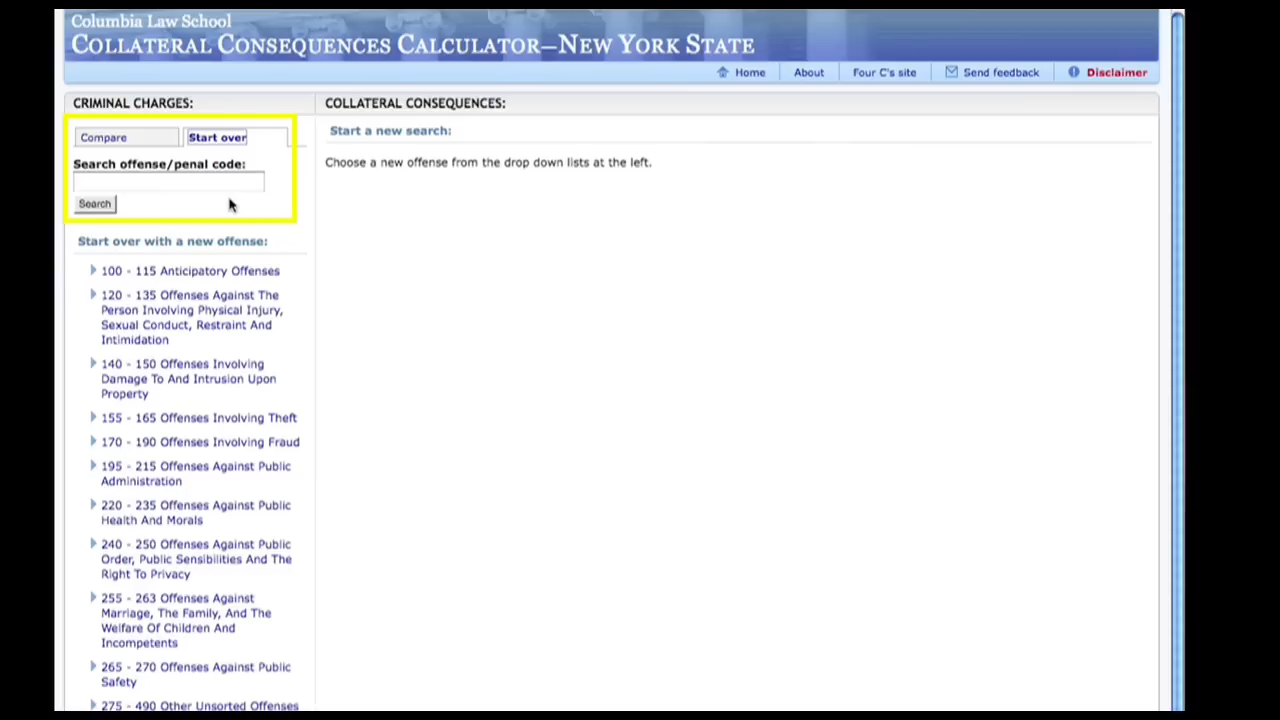 Columbia Law School
COLLATERAL CONSEQUENCES CALCULATOR—NEW YORK STATE
Home
About
Four C's site
Send feedback
Disclaimer
CRIMINAL CHARGES:
COLLATERAL CONSEQUENCES:
Compare
Start over
Search offense/penal code:
Search
Start over with a new offense:
100 - 115 Anticipatory Offenses
120 - 135 Offenses Against The
Person Involving Physical Injury,
Sexual Conduct, Restraint And
Intimidation
140 - 150 Offenses Involving
Damage To And Intrusion Upon
Property
155 - 165 Offenses Involving Theft
170 - 190 Offenses Involving Fraud
195 - 215 Offenses Against Public
Administration
220 - 235 Offenses Against Public
Health And Morals
240 - 250 Offenses Against Public
Order, Public Sensibilities And The
Right To Privacy
255 - 263 Offenses Against
Marriage, The Family, And The
Welfare Of Children And
Incompetents
265 - 270 Offenses Against Public
Safety
275 - 490 Other Unsorted Offenses
Start a new search:
Choose a new offense from the drop down lists at the left.